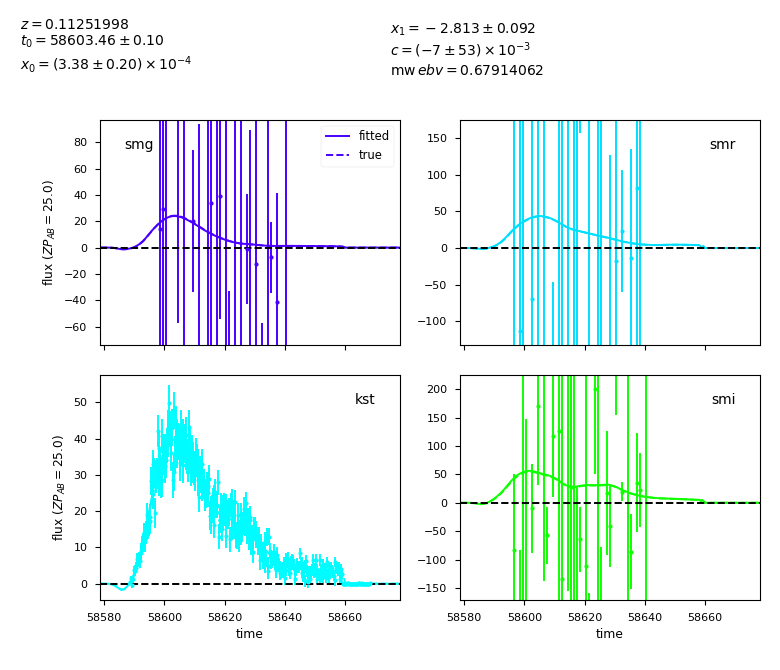 z = 0.11251998
t₀ = 58603.46 ± 0.10
x₀ = (3.38 ± 0.20) × 10⁻⁴
x₁ = −2.813 ± 0.092
c = (−7 ± 53) × 10⁻³
mw ebv = 0.67914062
80
60
40
20
0
−20
−40
−60
flux (ZP_AB = 25.0)
smg
fitted
true
150
100
50
0
−50
−100
smr
50
40
30
20
10
0
flux (ZP_AB = 25.0)
kst
58580 58600 58620 58640 58660
time
200
150
100
50
0
−50
−100
−150
smi
58580 58600 58620 58640 58660
time